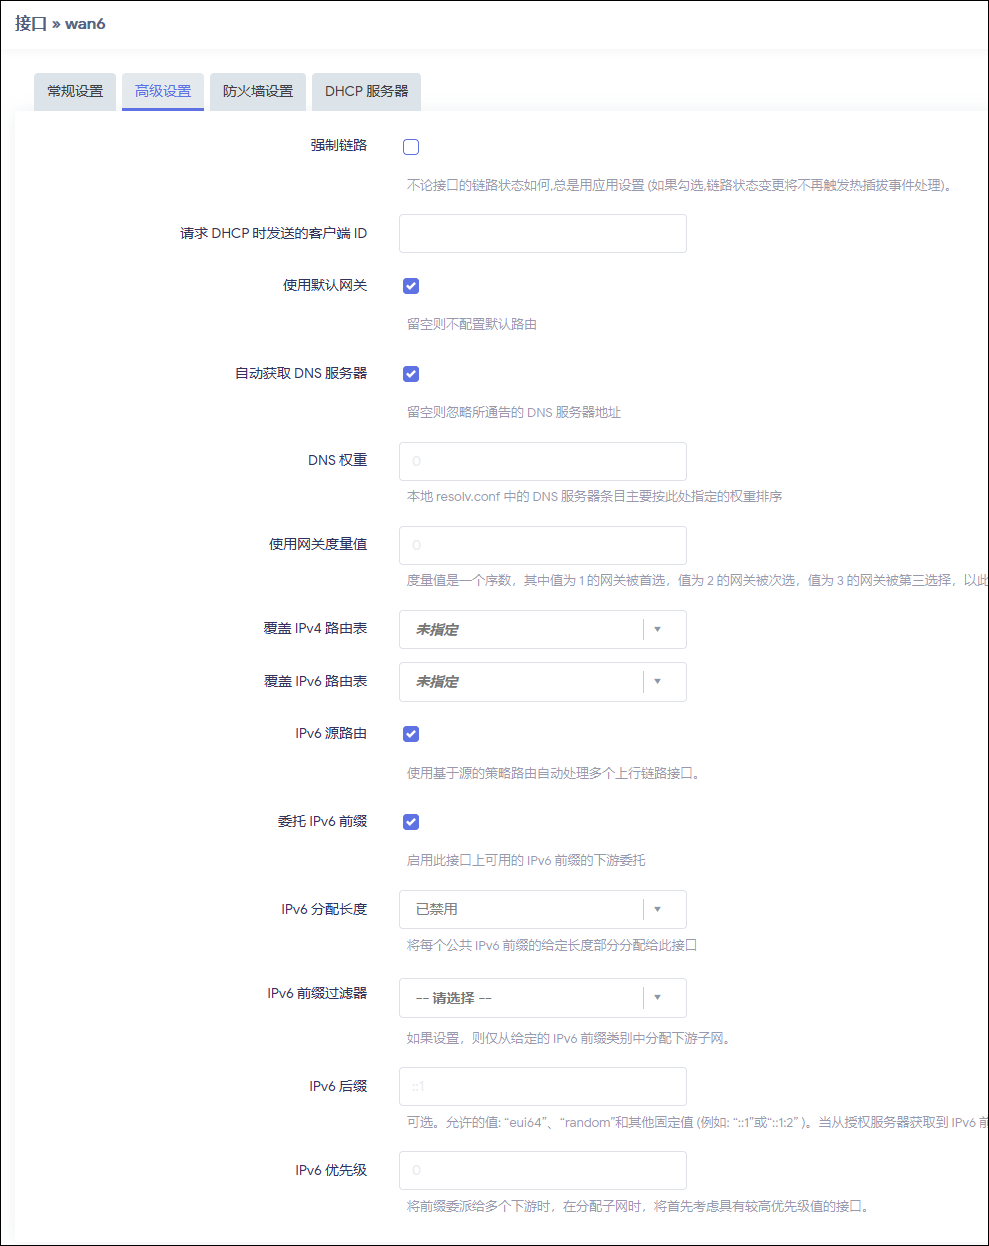 接口 » wan6
常规设置 高级设置 防火墙设置 DHCP 服务器
强制链路
不论接口的链路状态如何,总是用应用设置 (如果勾选,链路状态变更将不再触发热插拔事件处理)。
请求 DHCP 时发送的客户端 ID
使用默认网关
留空则不配置默认路由
自动获取 DNS 服务器
留空则忽略所通告的 DNS 服务器地址
DNS 权重
0
本地 resolv.conf 中的 DNS 服务器条目主要按此处指定的权重排序
使用网关度量值
0
度量值是一个序数，其中值为 1 的网关被首选，值为 2 的网关被次选，值为 3 的网关被第三选择，以此
覆盖 IPv4 路由表
未指定
覆盖 IPv6 路由表
未指定
IPv6 源路由
使用基于源的策略路由自动处理多个上行链路接口。
委托 IPv6 前缀
启用此接口上可用的 IPv6 前缀的下游委托
IPv6 分配长度
已禁用
将每个公共 IPv6 前缀的给定长度部分分配给此接口
IPv6 前缀过滤器
-- 请选择 --
如果设置，则仅从给定的 IPv6 前缀类别中分配下游子网。
IPv6 后缀
::1
可选。允许的值: “eui64”、“random”和其他固定值 (例如: “::1”或“::1:2” )。当从授权服务器获取到 IPv6 前
IPv6 优先级
0
将前缀委派给多个下游时，在分配子网时，将首先考虑具有较高优先级值的接口。